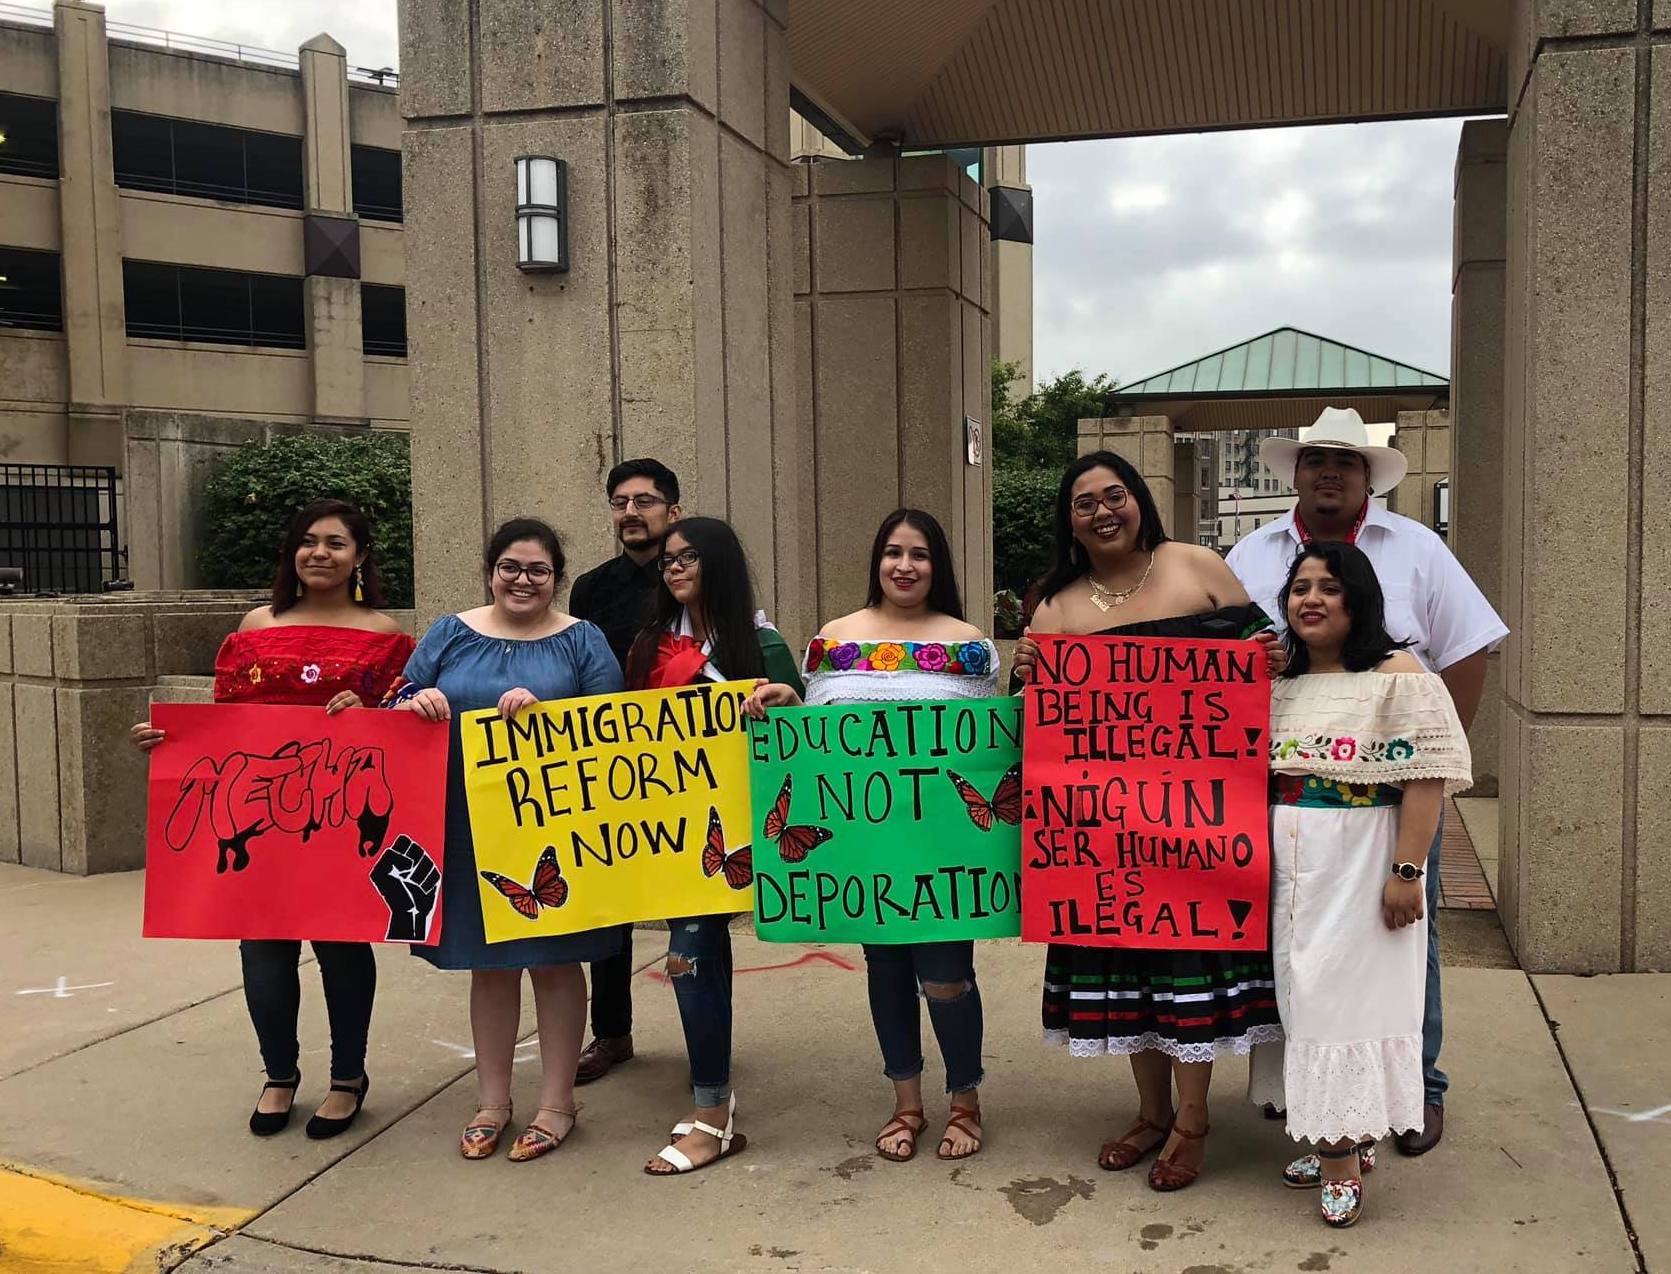 MECHA
IMMIGRATION
REFORM
NOW
EDUCATION
NOT
DEPORATION
NO HUMAN
BEING IS
ILLEGAL!
¡NIGÚN
SER HUMANO
ES
ILEGAL!